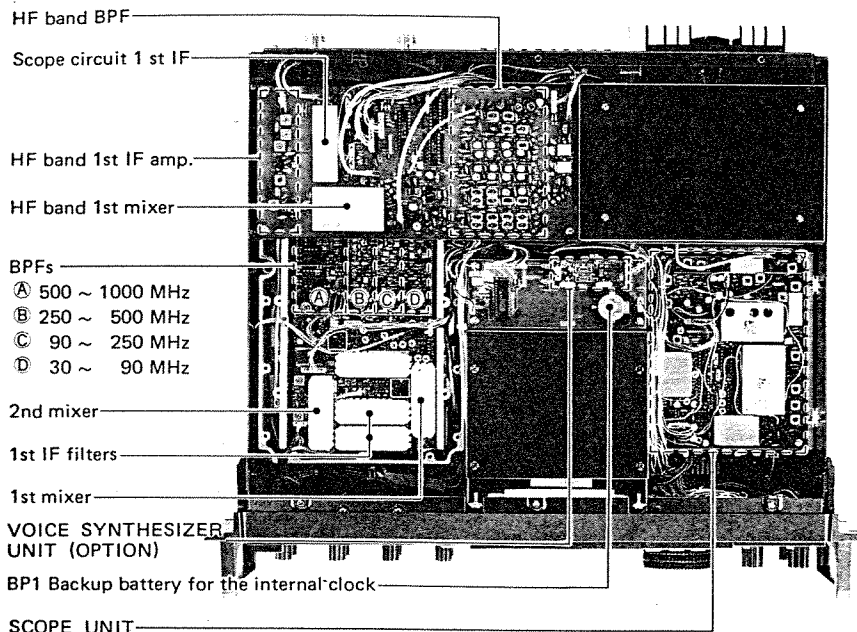 HF band BPF
Scope circuit 1 st IF
HF band 1st IF amp.
HF band 1st mixer
BPFs
Ⓐ 500 ~ 1000 MHz
Ⓑ 250 ~ 500 MHz
Ⓒ 90 ~ 250 MHz
Ⓓ 30 ~ 90 MHz
Ⓐ Ⓑ Ⓒ Ⓓ
2nd mixer
1st IF filters
1st mixer
VOICE SYNTHESIZER
UNIT (OPTION)
BP1 Backup battery for the internal clock
SCOPE UNIT